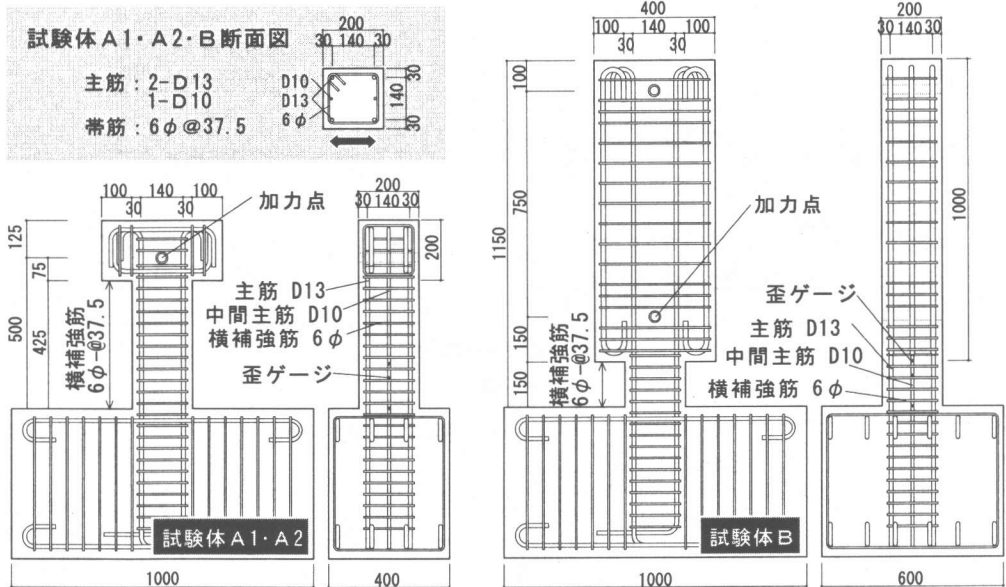 試験体A1・A2・B断面図
主筋：2-D13
1-D10
帯筋：6φ@37.5
200
30 140 30
D10
D13
6φ
30
140
30
100 140 100
30 30
加力点
125
75
500
425
横補強筋
6φ-@37.5
200
30 140 30
200
主筋 D13
中間主筋 D10
横補強筋 6φ
歪ゲージ
試験体A1・A2
1000
400
400
100 140 100
30 30
100
750
1150
150
150
加力点
横補強筋
6φ-@37.5
試験体B
1000
200
30 140 30
1000
歪ゲージ
主筋 D13
中間主筋 D10
横補強筋 6φ
600